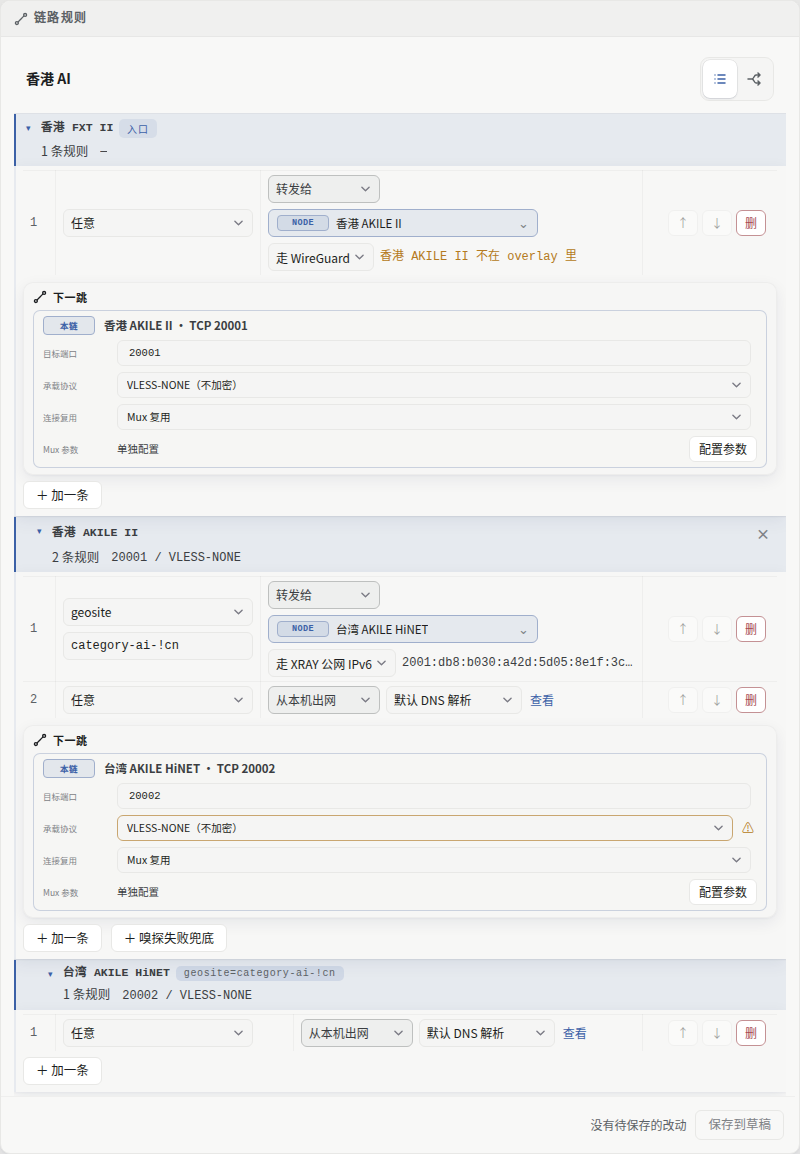 链路规则
香港 AI
香港 FXT II 入口
1 条规则 —
转发给
1 任意 NODE 香港 AKILE II ↑ ↓ 删
走 WireGuard 香港 AKILE II 不在 overlay 里
下一跳
本链 香港 AKILE II · TCP 20001
目标端口 20001
承载协议 VLESS-NONE（不加密）
连接复用 Mux 复用
Mux 参数 单独配置 配置参数
+ 加一条
香港 AKILE II ×
2 条规则 20001 / VLESS-NONE
转发给
1 geosite NODE 台湾 AKILE HiNET ↑ ↓ 删
category-ai-!cn
走 XRAY 公网 IPv6 2001:db8:b030:a42d:5d05:8e1f:3c…
2 任意 从本机出网 默认 DNS 解析 查看 ↑ ↓ 删
下一跳
本链 台湾 AKILE HiNET · TCP 20002
目标端口 20002
承载协议 VLESS-NONE（不加密）
连接复用 Mux 复用
Mux 参数 单独配置 配置参数
+ 加一条 + 嗅探失败兜底
台湾 AKILE HiNET geosite=category-ai-!cn
1 条规则 20002 / VLESS-NONE
1 任意 从本机出网 默认 DNS 解析 查看 ↑ ↓ 删
+ 加一条
没有待保存的改动 保存到草稿